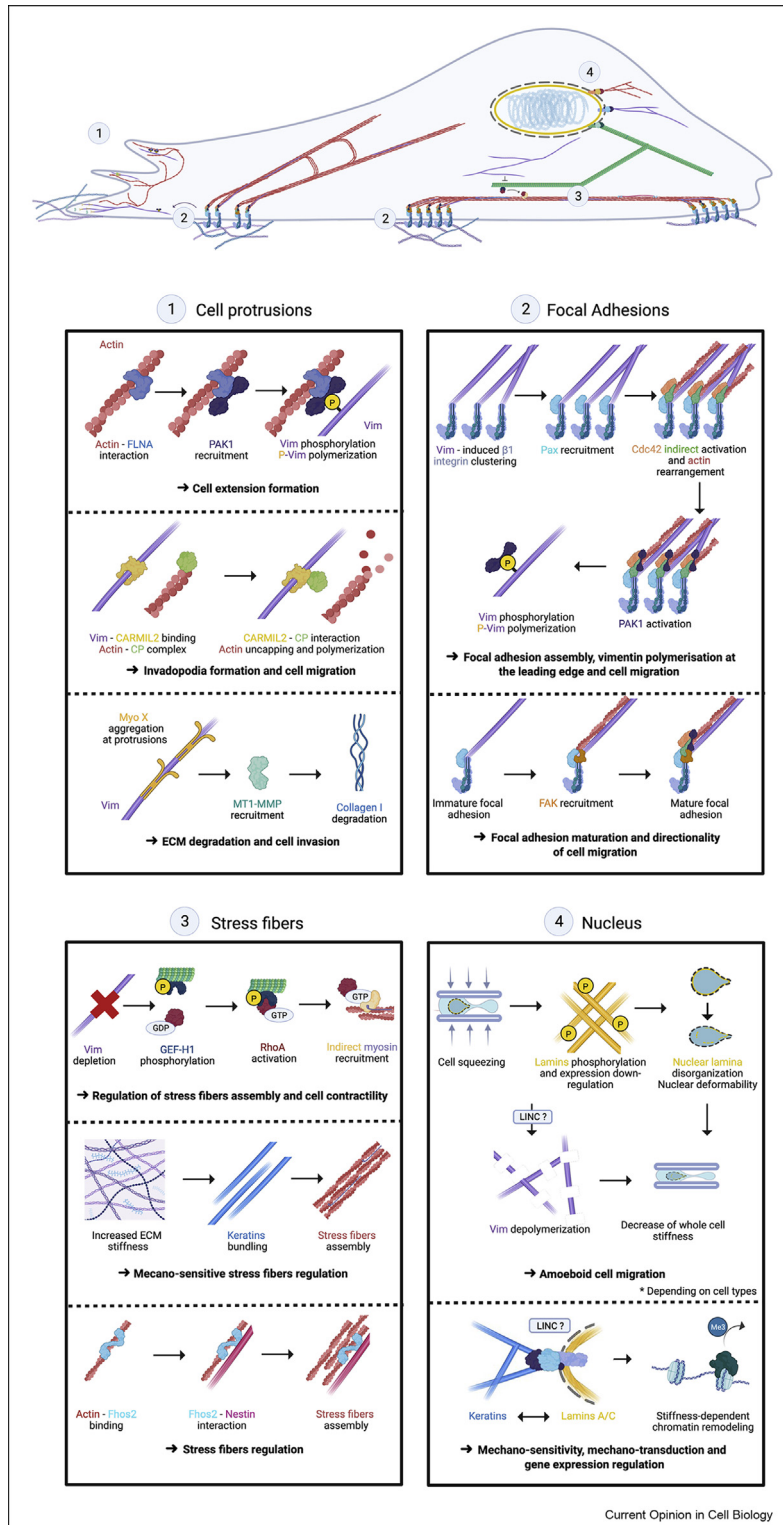 1
4
3
2
2
1 Cell protrusions
Actin
Actin - FLNA
interaction
PAK1
recruitment
P
Vim phosphorylation
P-Vim polymerization
Vim
→ Cell extension formation
Vim - CARMIL2 binding
Actin - CP complex
CARMIL2 - CP interaction
Actin uncapping and polymerization
→ Invadopodia formation and cell migration
Myo X
aggregation
at protrusions
Vim
MT1-MMP
recruitment
Collagen I
degradation
→ ECM degradation and cell invasion
2 Focal Adhesions
Vim - induced β1
integrin clustering
Pax recruitment
Cdc42 indirect activation
and actin
rearrangement
P
Vim phosphorylation
P-Vim polymerization
PAK1 activation
→ Focal adhesion assembly, vimentin polymerisation at
the leading edge and cell migration
Immature focal
adhesion
FAK recruitment
Mature focal
adhesion
→ Focal adhesion maturation and directionality
of cell migration
3 Stress fibers
P
GDP
P
GTP
GTP
Vim
depletion
GEF-H1
phosphorylation
RhoA
activation
Indirect myosin
recruitment
→ Regulation of stress fibers assembly and cell contractility
Increased ECM
stiffness
Keratins
bundling
Stress fibers
assembly
→ Mecano-sensitive stress fibers regulation
Actin - Fhos2
binding
Fhos2 - Nestin
interaction
Stress fibers
assembly
→ Stress fibers regulation
4 Nucleus
P
P
P
Cell squeezing
Lamins phosphorylation
and expression down-
regulation
Nuclear lamina
disorganization
Nuclear deformability
LINC ?
Vim depolymerization
Decrease of whole cell
stiffness
→ Amoeboid cell migration
* Depending on cell types
LINC ?
Me3
Keratins
Lamins A/C
Stiffness-dependent
chromatin remodeling
→ Mechano-sensitivity, mechano-transduction and
gene expression regulation
Current Opinion in Cell Biology